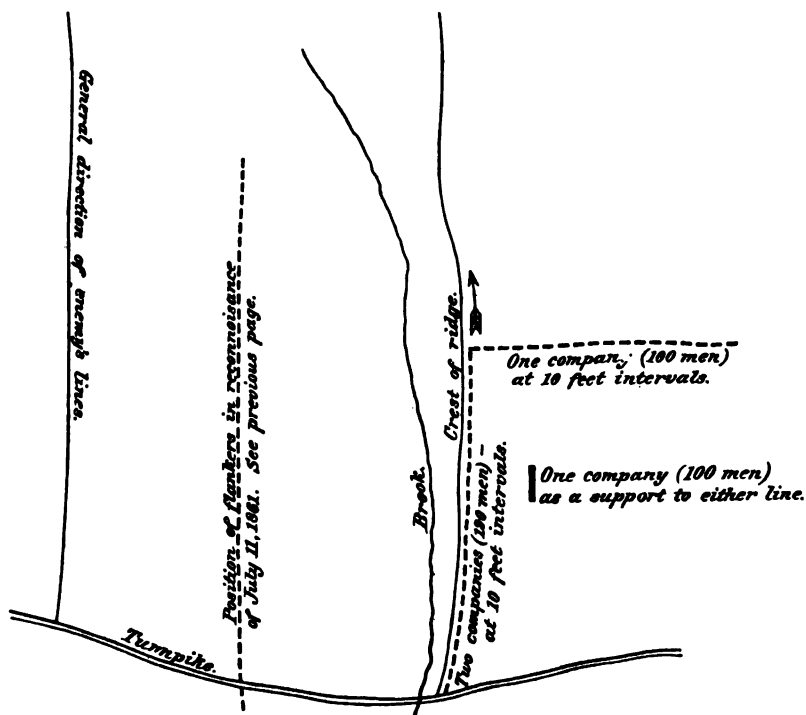 General direction of enemy's lines.
Position of flankers in reconnoisance
of July 11, 1861. See previous page.
Brook.
Crest of ridge.
One company (100 men)
at 10 feet intervals.
One company (100 men)
as a support to either line.
Two companies (190 men) –
at 10 feet intervals.
Turnpike.